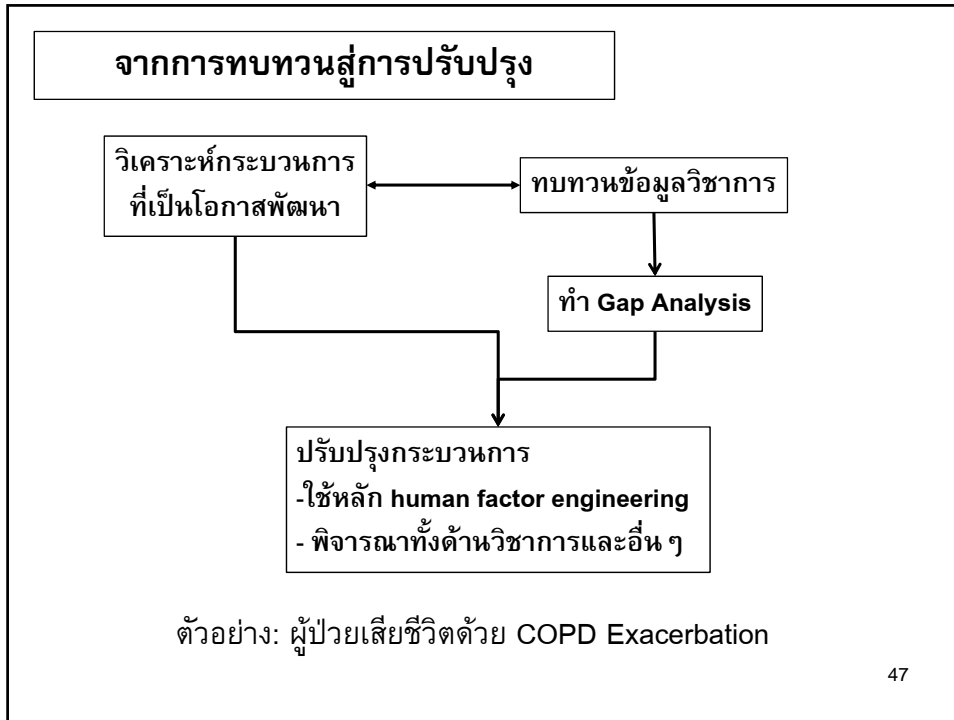 จากการทบทวนสู่การปรับปรุง
วิเคราะห์กระบวนการ
ที่เป็นโอกาสพัฒนา
ทบทวนข้อมูลวิชาการ
ทำ Gap Analysis
ปรับปรุงกระบวนการ
-ใช้หลัก human factor engineering
- พิจารณาทั้งด้านวิชาการและอื่น ๆ
ตัวอย่าง: ผู้ป่วยเสียชีวิตด้วย COPD Exacerbation
47